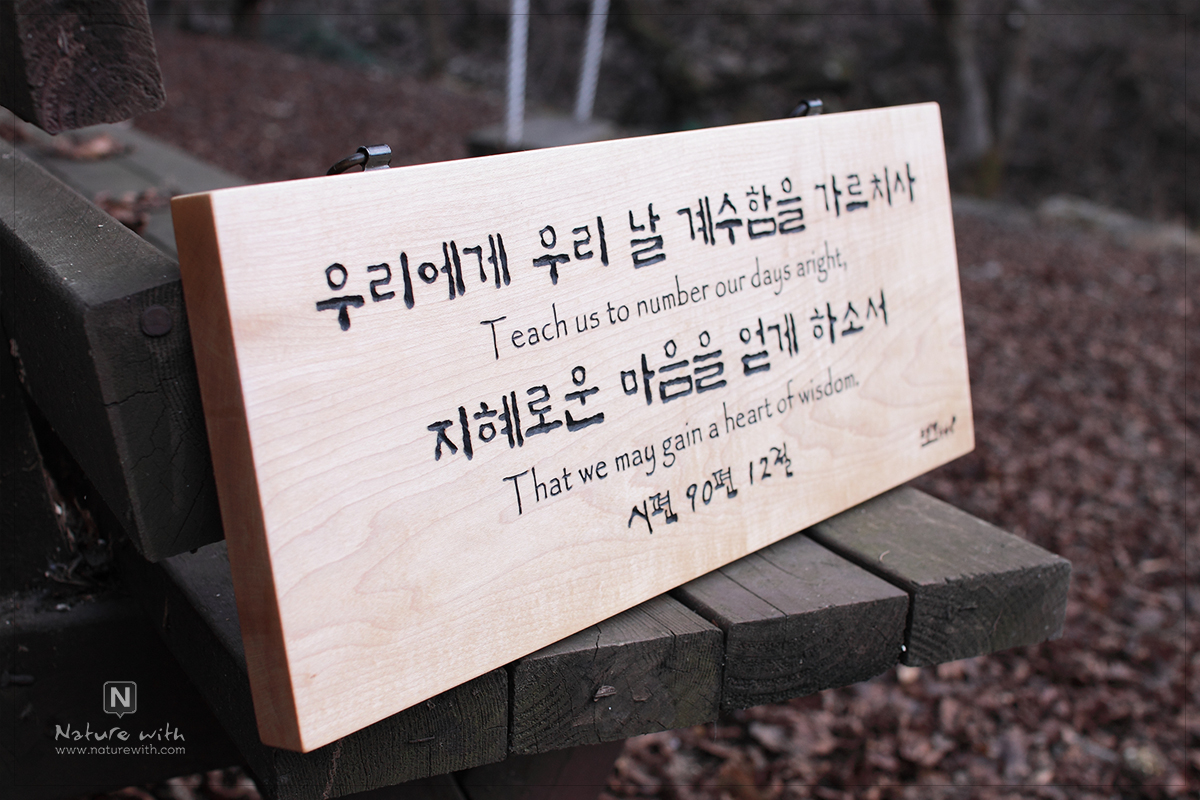 우리에게 우리 날 계수함을 가르치사
Teach us to number our days aright,
지혜로운 마음을 얻게 하소서
That we may gain a heart of wisdom.
시편 90편 12절
N
Nature with
www.naturewith.com